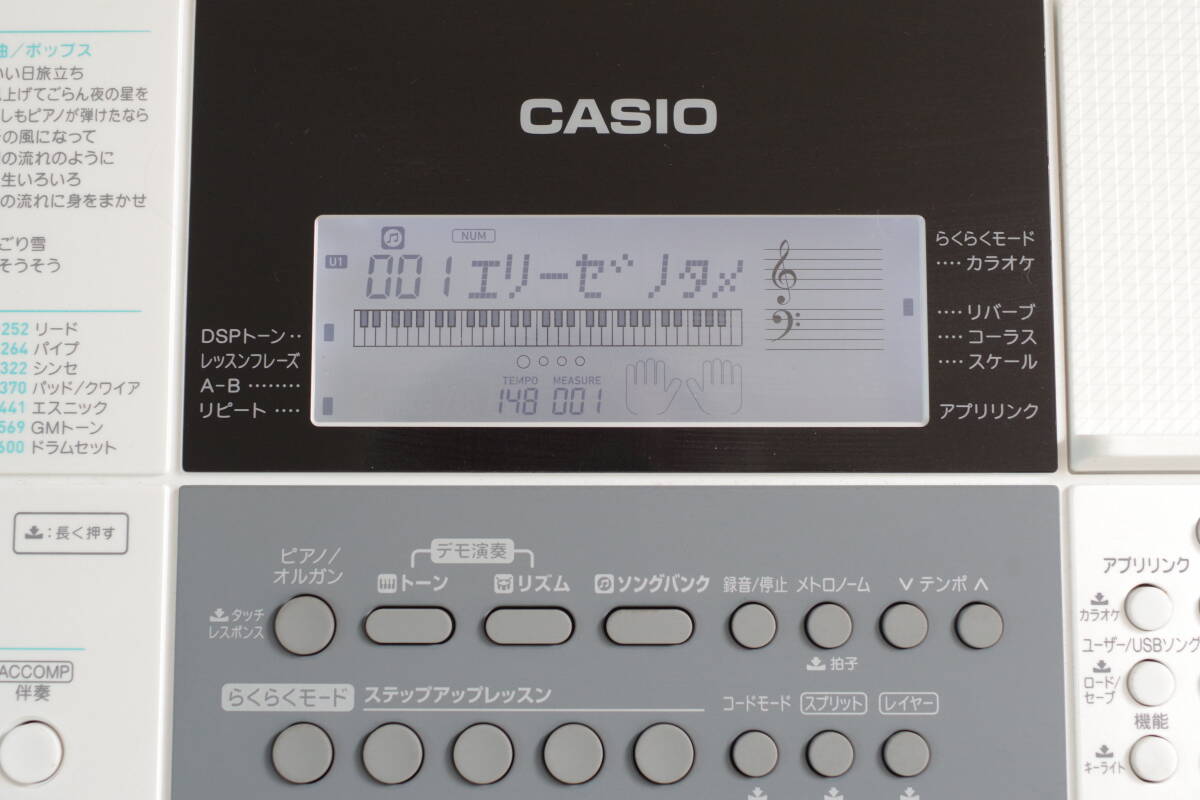 曲/ポップス
いい日旅立ち
上げてごらん夜の星を
しもピアノが弾けたなら
の風になって
の流れのように
生いろいろ
の流れに身をまかせ
ごり雪
そうそう
252 リード
264 パイプ
322 シンセ
370 パッド/クワイア
441 エスニック
569 GMトーン
600 ドラムセット
CASIO
NUM
U1
001エリーゼノタメ
TEMPO MEASURE
148 001
DSPトーン
レッスンフレーズ
A-B
リピート
らくらくモード
カラオケ
リバーブ
コーラス
スケール
アプリリンク
:長く押す
ACCOMP
伴奏
デモ演奏
ピアノ/
オルガン
トーン
リズム
ソングバンク
録音/停止
メトロノーム
∨ テンポ ∧
タッチ
レスポンス
拍子
らくらくモード
ステップアップレッスン
コードモード
スプリット
レイヤー
アプリリンク
カラオケ
ユーザー/USBソング
ロード/
セーブ
機能
キーライト